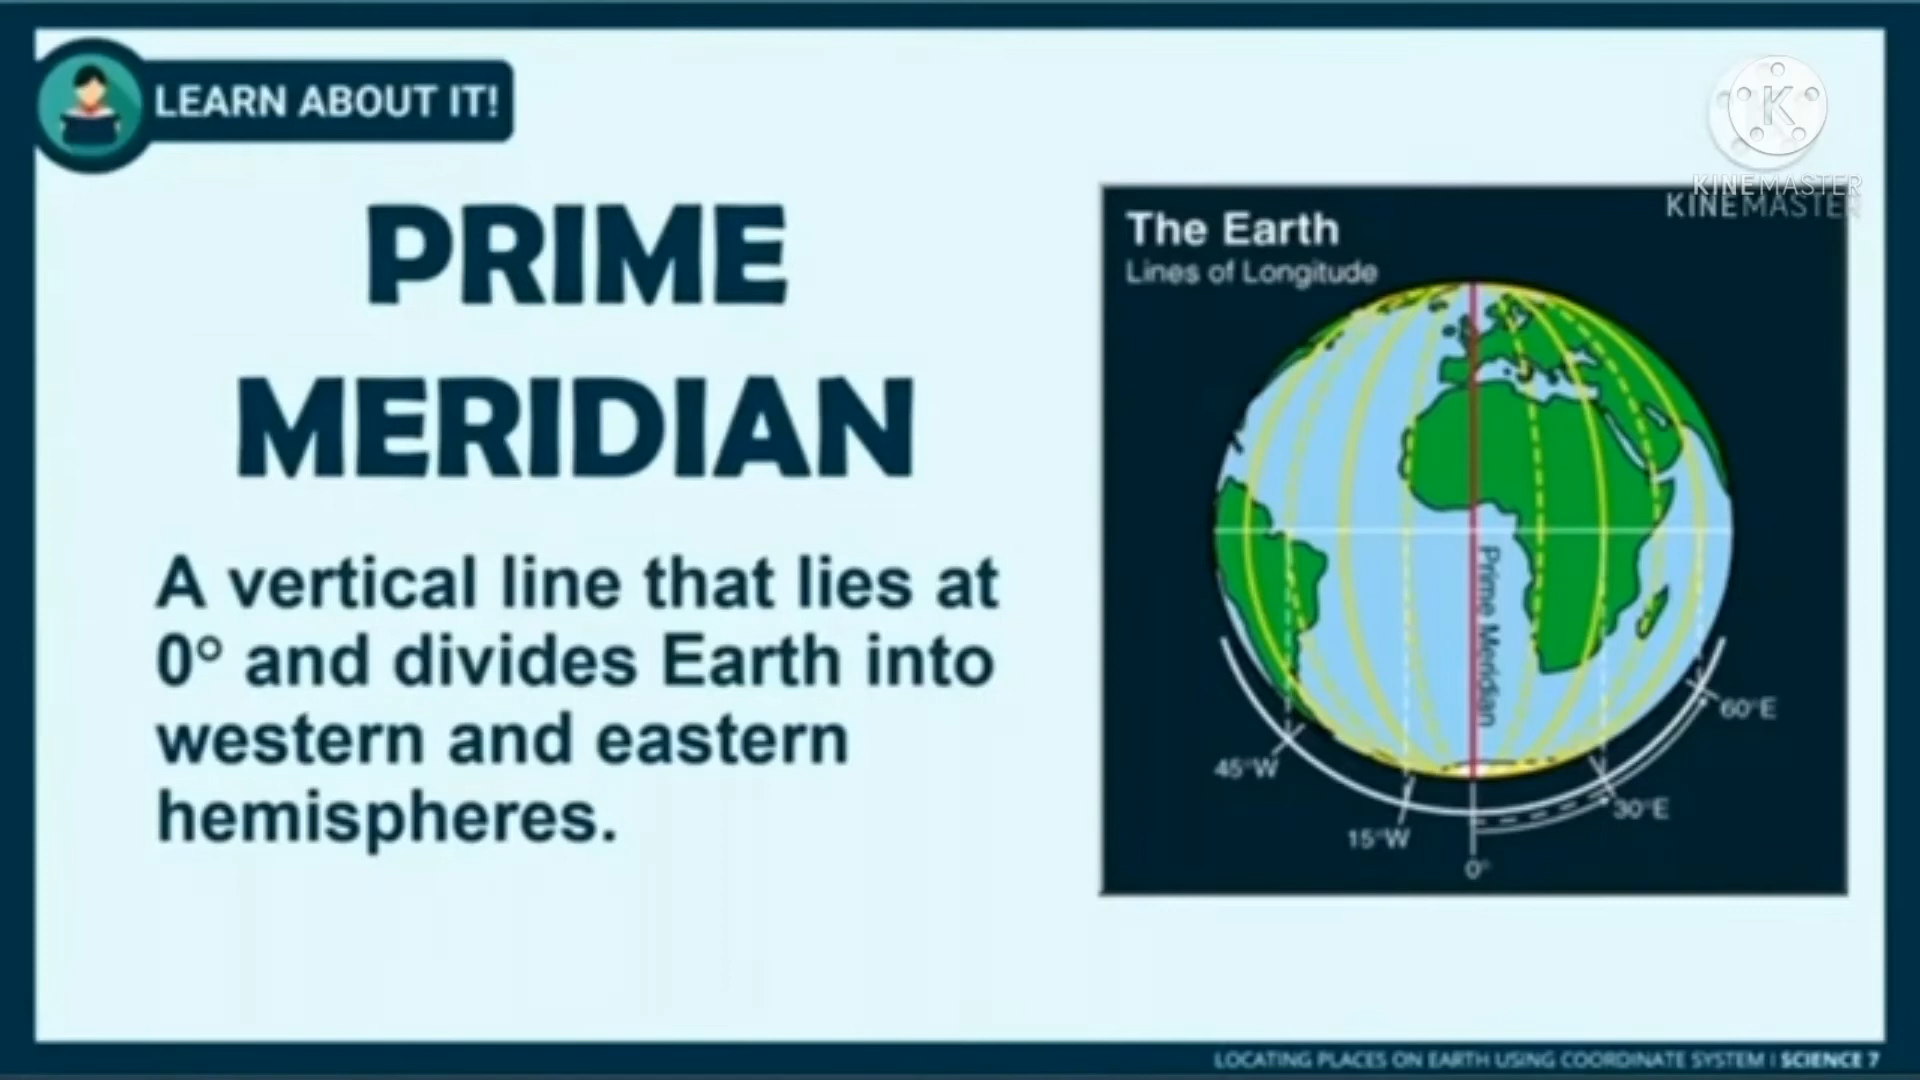 LEARN ABOUT IT!
K
KINEMASTER
KINEMASTER
PRIME
MERIDIAN
A vertical line that lies at
0° and divides Earth into
western and eastern
hemispheres.
The Earth
Lines of Longitude
Prime Meridian
60°E
45°W
30°E
15°W
0°
LOCATING PLACES ON EARTH USING COORDINATE SYSTEM | SCIENCE 7